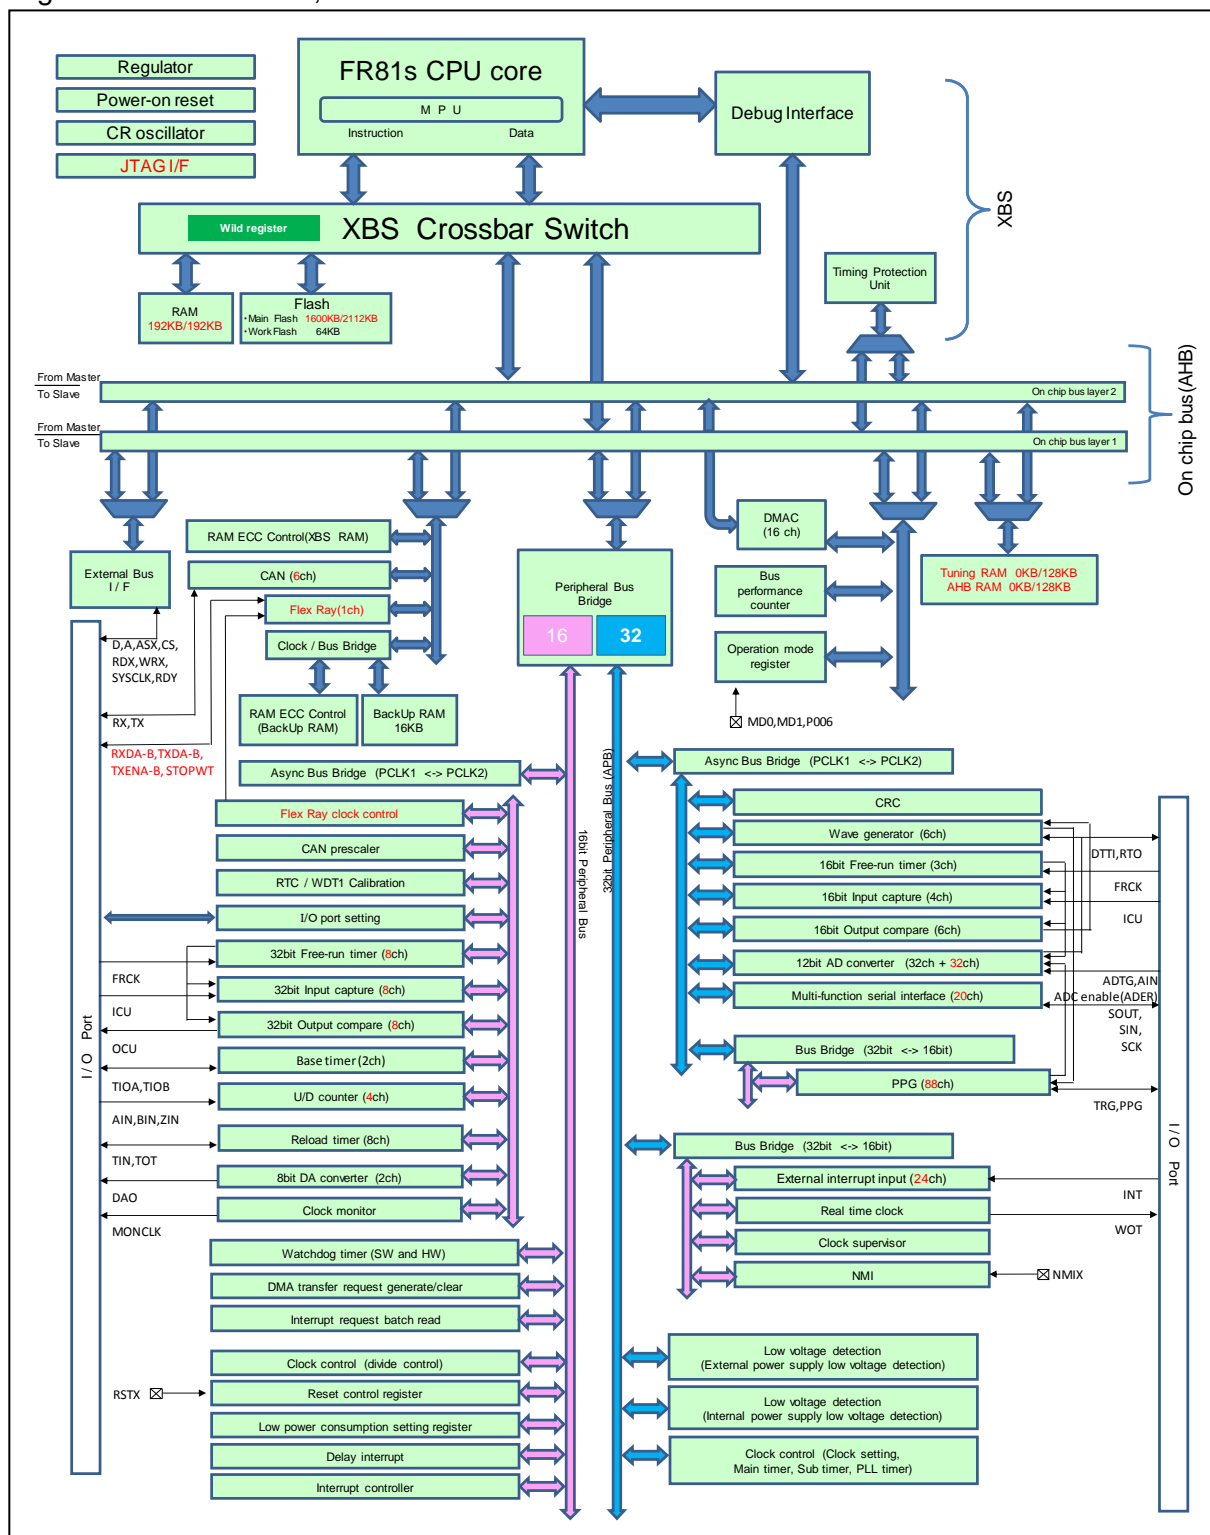 Regulator
Power-on reset
CR oscillator
JTAG I/F
FR81s CPU core
M P U
Instruction
Data
Debug Interface
XBS
Wild register
XBS Crossbar Switch
Timing Protection
Unit
RAM
192KB/192KB
Flash
・Main Flash 1600KB/2112KB
・Work Flash 64KB
On chip bus(AHB)
From Master
To Slave
On chip bus layer 2
From Master
To Slave
On chip bus layer 1
External Bus
I / F
RAM ECC Control(XBS RAM)
CAN (6ch)
Flex Ray(1ch)
Clock / Bus Bridge
RAM ECC Control
(BackUp RAM)
BackUp RAM
16KB
Peripheral Bus
Bridge
16
32
DMAC
(16 ch)
Bus
performance
counter
Operation mode
register
MD0,MD1,P006
Tuning RAM 0KB/128KB
AHB RAM 0KB/128KB
D,A,ASX,CS,
RDX,WRX,
SYSCLK,RDY
RX,TX
RXDA-B,TXDA-B,
TXENA-B, STOPWT
I / O Port
Async Bus Bridge (PCLK1 <-> PCLK2)
Flex Ray clock control
CAN prescaler
RTC / WDT1 Calibration
I/O port setting
32bit Free-run timer (8ch)
FRCK
32bit Input capture (8ch)
ICU
32bit Output compare (8ch)
OCU
Base timer (2ch)
TIOA,TIOB
U/D counter (4ch)
AIN,BIN,ZIN
Reload timer (8ch)
TIN,TOT
8bit DA converter (2ch)
DAO
Clock monitor
MONCLK
Watchdog timer (SW and HW)
DMA transfer request generate/clear
Interrupt request batch read
Clock control (divide control)
RSTX
Reset control register
Low power consumption setting register
Delay interrupt
Interrupt controller
16bit Peripheral Bus
32bit Peripheral Bus (APB)
Async Bus Bridge (PCLK1 <-> PCLK2)
CRC
Wave generator (6ch)
DTTI,RTO
16bit Free-run timer (3ch)
FRCK
16bit Input capture (4ch)
ICU
16bit Output compare (6ch)
12bit AD converter (32ch + 32ch)
ADTG,AIN
ADC enable(ADER)
Multi-function serial interface (20ch)
SOUT,
SIN,
SCK
Bus Bridge (32bit <-> 16bit)
PPG (88ch)
TRG,PPG
I / O Port
Bus Bridge (32bit <-> 16bit)
External interrupt input (24ch)
INT
Real time clock
WOT
Clock supervisor
NMI
NMIX
Low voltage detection
(External power supply low voltage detection)
Low voltage detection
(Internal power supply low voltage detection)
Clock control (Clock setting,
Main timer, Sub timer, PLL timer)